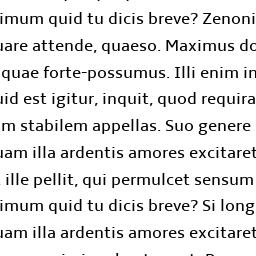 imum quid tu dicis breve? Zenoni
uare attende, quaeso. Maximus do
quae forte-possumus. Illi enim in
uid est igitur, inquit, quod requira
m stabilem appellas. Suo genere
uam illa ardentis amores excitaret
ille pellit, qui permulcet sensum
imum quid tu dicis breve? Si long
uam illa ardentis amores excitaret